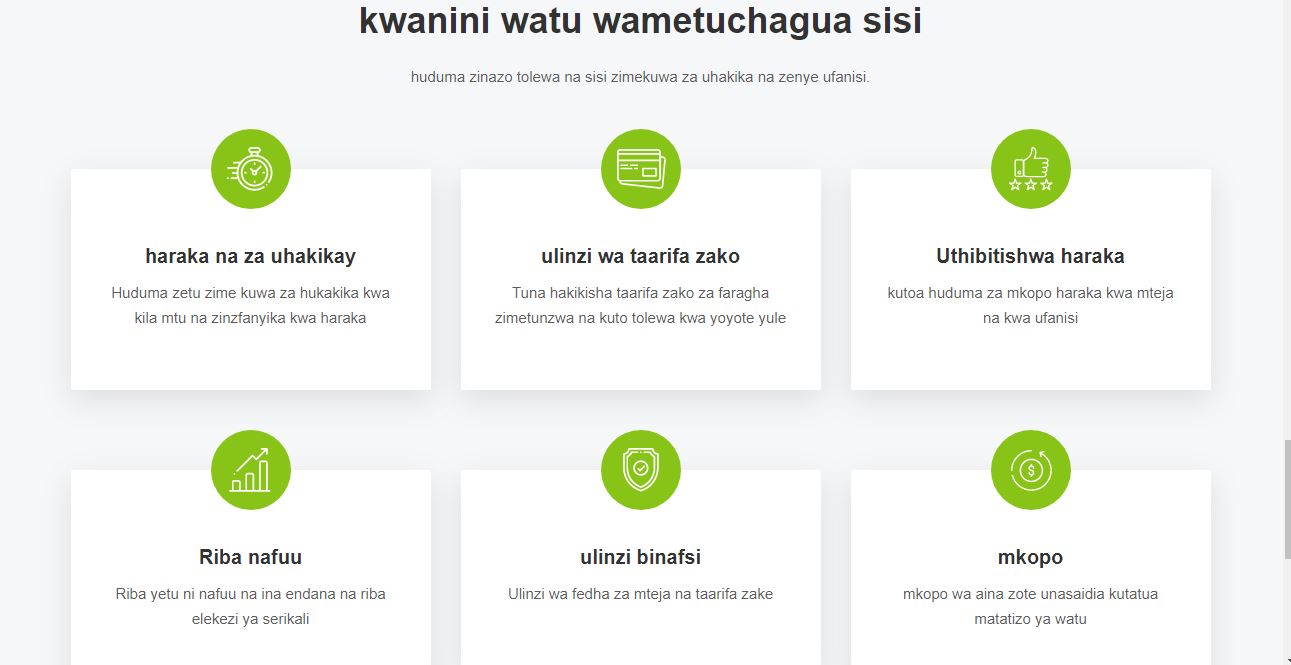 kwanini watu wametuchagua sisi
huduma zinazo tolewa na sisi zimekuwa za uhakika na zenye ufanisi.
haraka na za uhakikay
Huduma zetu zime kuwa za hukakika kwa
kila mtu na zinzfanyika kwa haraka
ulinzi wa taarifa zako
Tuna hakikisha taarifa zako za faragha
zimetunzwa na kuto tolewa kwa yoyote yule
Uthibitishwa haraka
kutoa huduma za mkopo haraka kwa mteja
na kwa ufanisi
Riba nafuu
Riba yetu ni nafuu na ina endana na riba
elekezi ya serikali
ulinzi binafsi
Ulinzi wa fedha za mteja na taarifa zake
mkopo
mkopo wa aina zote unasaidia kutatua
matatizo ya watu